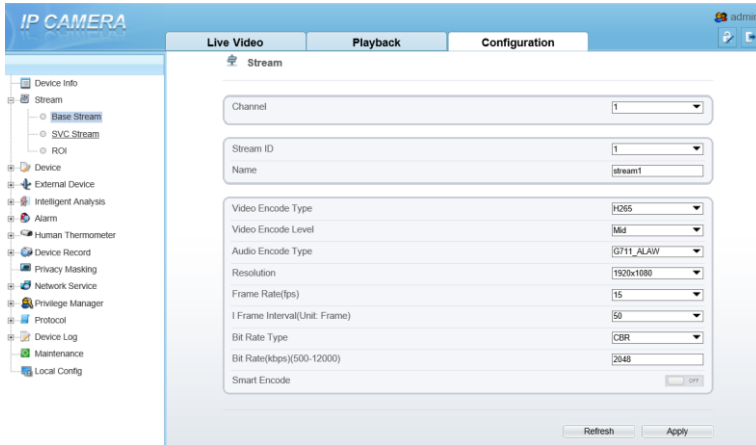 IP CAMERA
admin
Live Video Playback Configuration
Stream
Device Info
Stream
Base Stream
SVC Stream
ROI
Device
External Device
Intelligent Analysis
Alarm
Human Thermometer
Device Record
Privacy Masking
Network Service
Privilege Manager
Protocol
Device Log
Maintenance
Local Config
Channel 1
Stream ID 1
Name stream1
Video Encode Type H265
Video Encode Level Mid
Audio Encode Type G711_ALAW
Resolution 1920x1080
Frame Rate(fps) 15
I Frame Interval(Unit: Frame) 50
Bit Rate Type CBR
Bit Rate(kbps)(500-12000) 2048
Smart Encode OFF
Refresh Apply